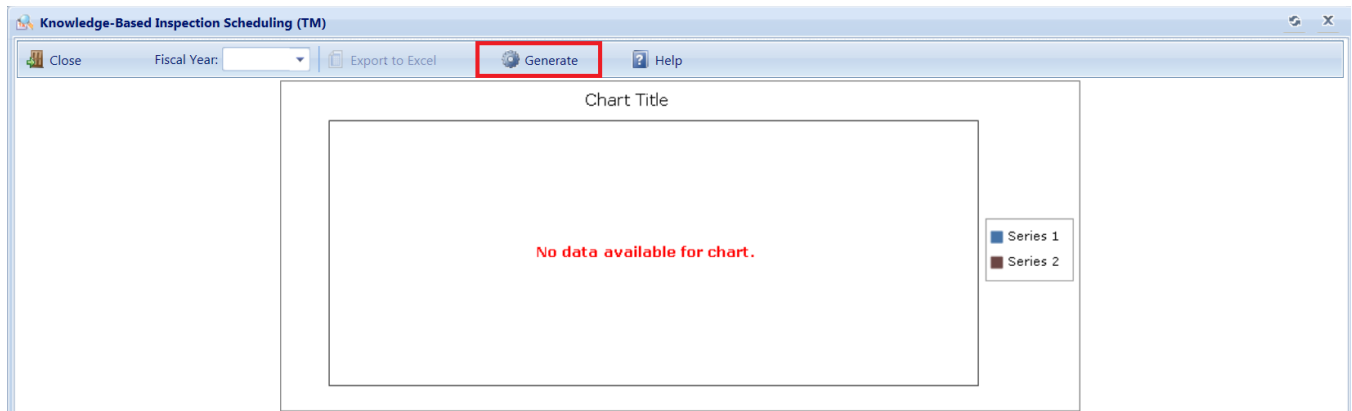 Knowledge-Based Inspection Scheduling (TM)
Close Fiscal Year: Export to Excel Generate Help
Chart Title
No data available for chart.
Series 1
Series 2